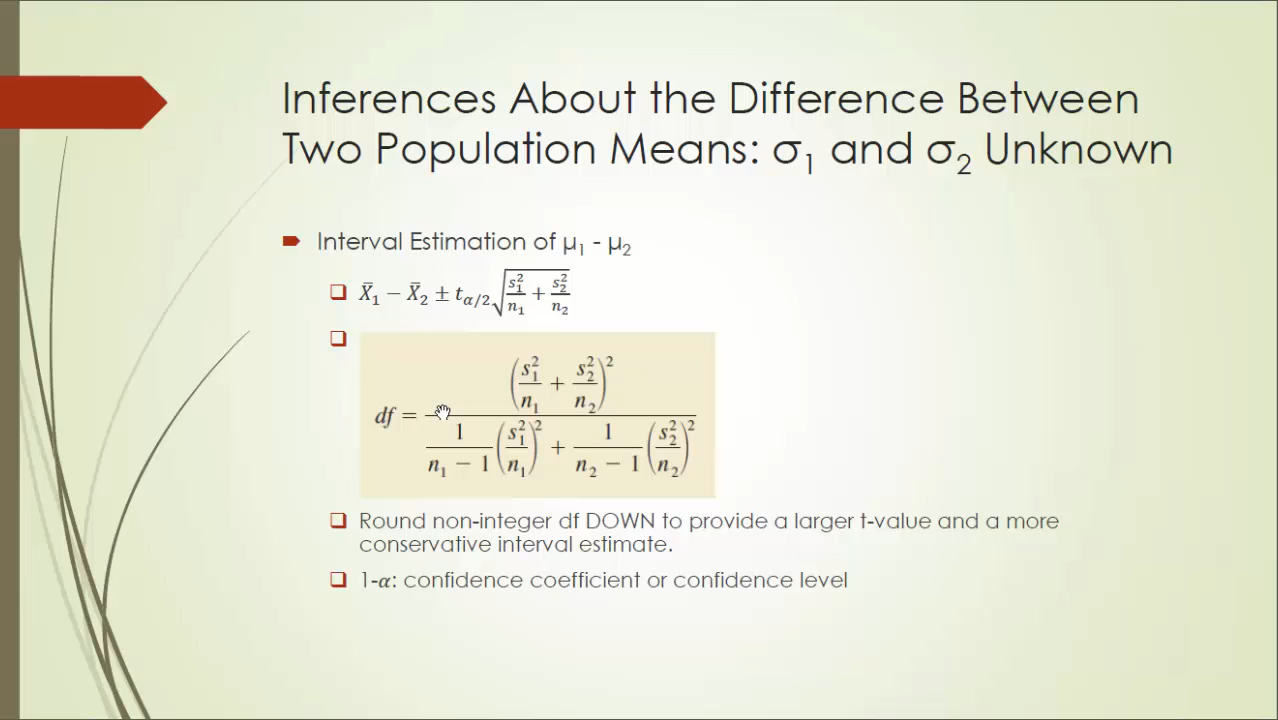 Inferences About the Difference Between
Two Population Means: σ₁ and σ₂ Unknown
Interval Estimation of µ₁ - µ₂
X̄₁ − X̄₂ ± t_{α/2}√(s₁²/n₁ + s₂²/n₂)
df = (s₁²/n₁ + s₂²/n₂)² / (1/(n₁ − 1) (s₁²/n₁)² + 1/(n₂ − 1) (s₂²/n₂)²)
Round non-integer df DOWN to provide a larger t-value and a more
conservative interval estimate.
1-α: confidence coefficient or confidence level